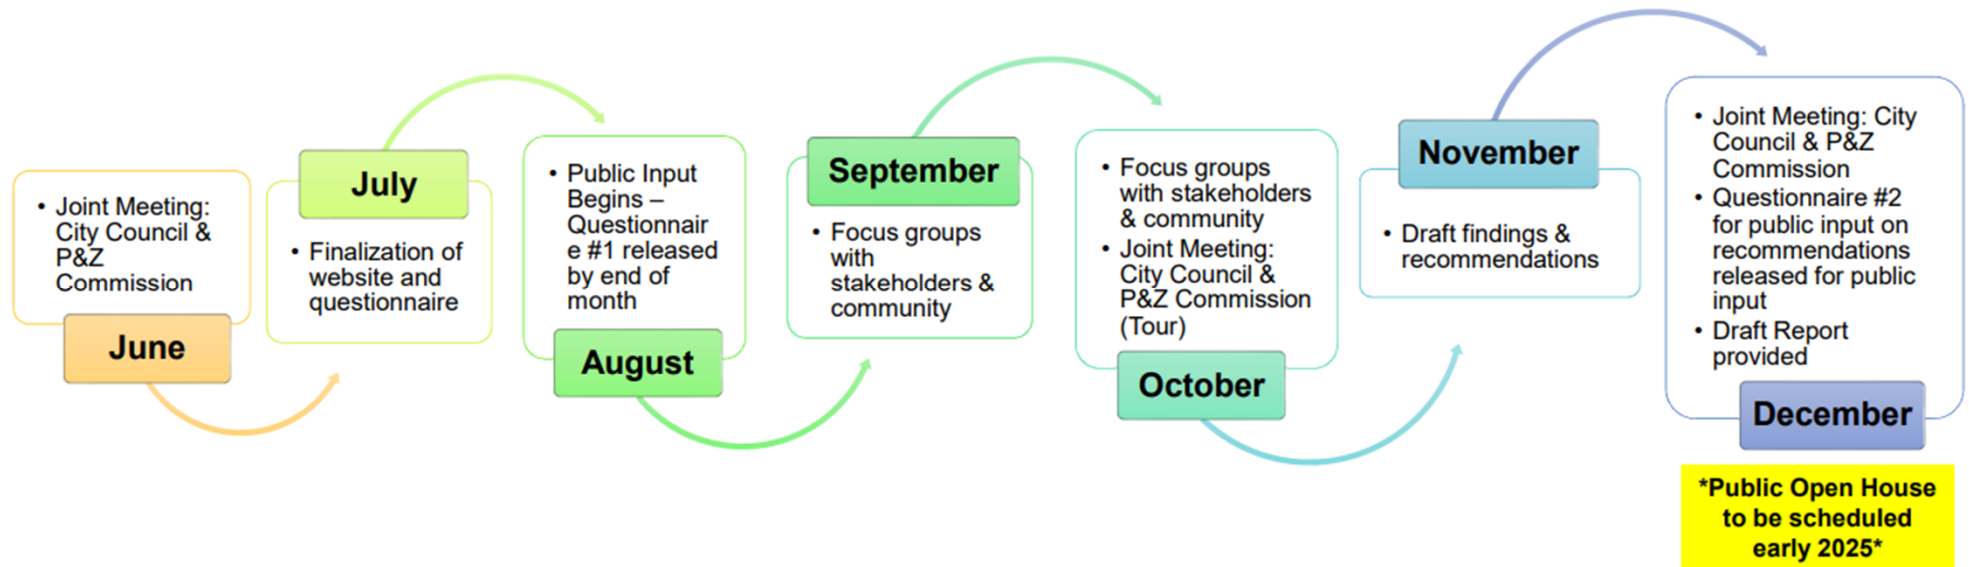 • Joint Meeting:
City Council &
P&Z
Commission
June
July
• Finalization of
website and
questionnaire
• Public Input
Begins –
Questionnair
e #1 released
by end of
month
August
September
• Focus groups
with
stakeholders &
community
• Focus groups
with stakeholders
& community
• Joint Meeting:
City Council &
P&Z Commission
(Tour)
October
November
• Draft findings &
recommendations
• Joint Meeting: City
Council & P&Z
Commission
• Questionnaire #2
for public input on
recommendations
released for public
input
• Draft Report
provided
December
*Public Open House
to be scheduled
early 2025*